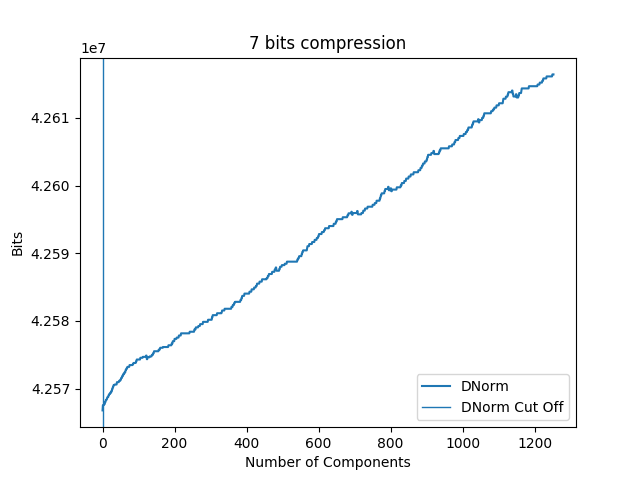 7 bits compression
1e7
4.261
4.260
4.259
4.258
4.257
Bits
0 200 400 600 800 1000 1200
Number of Components
DNorm
DNorm Cut Off